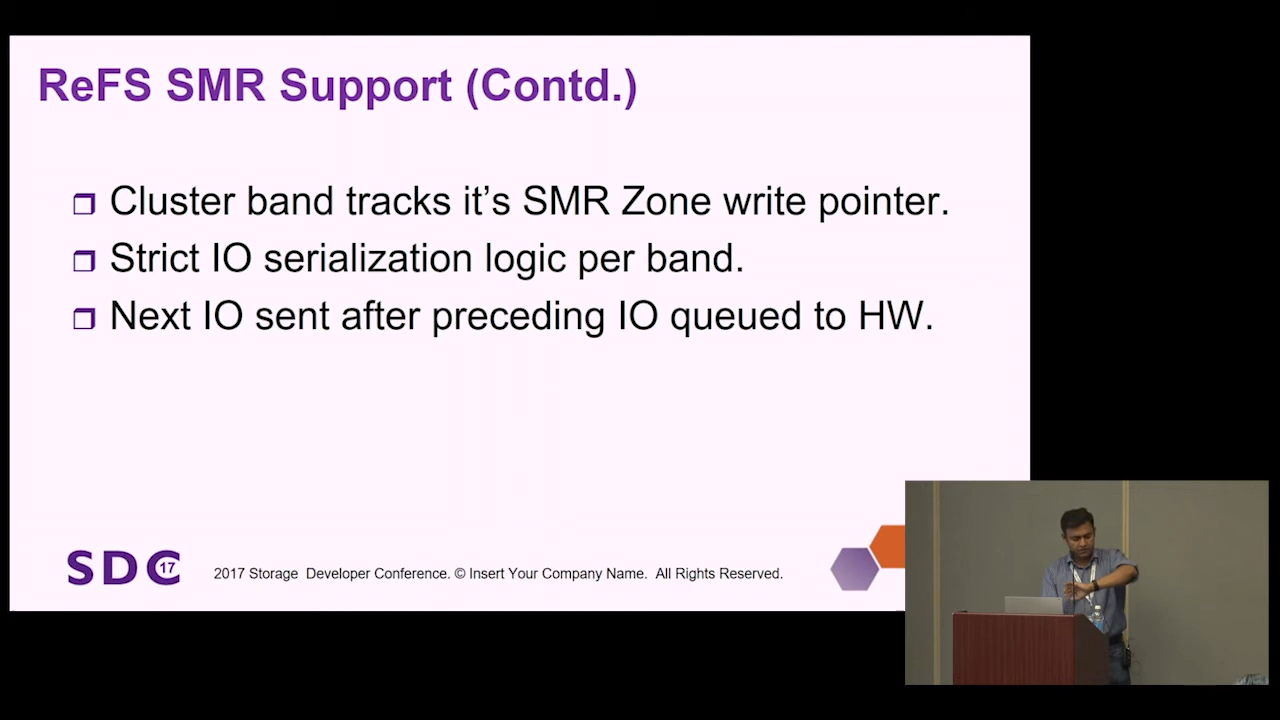 ReFS SMR Support (Contd.)
Cluster band tracks it’s SMR Zone write pointer.
Strict IO serialization logic per band.
Next IO sent after preceding IO queued to HW.
SDC 17
2017 Storage Developer Conference. © Insert Your Company Name. All Rights Reserved.